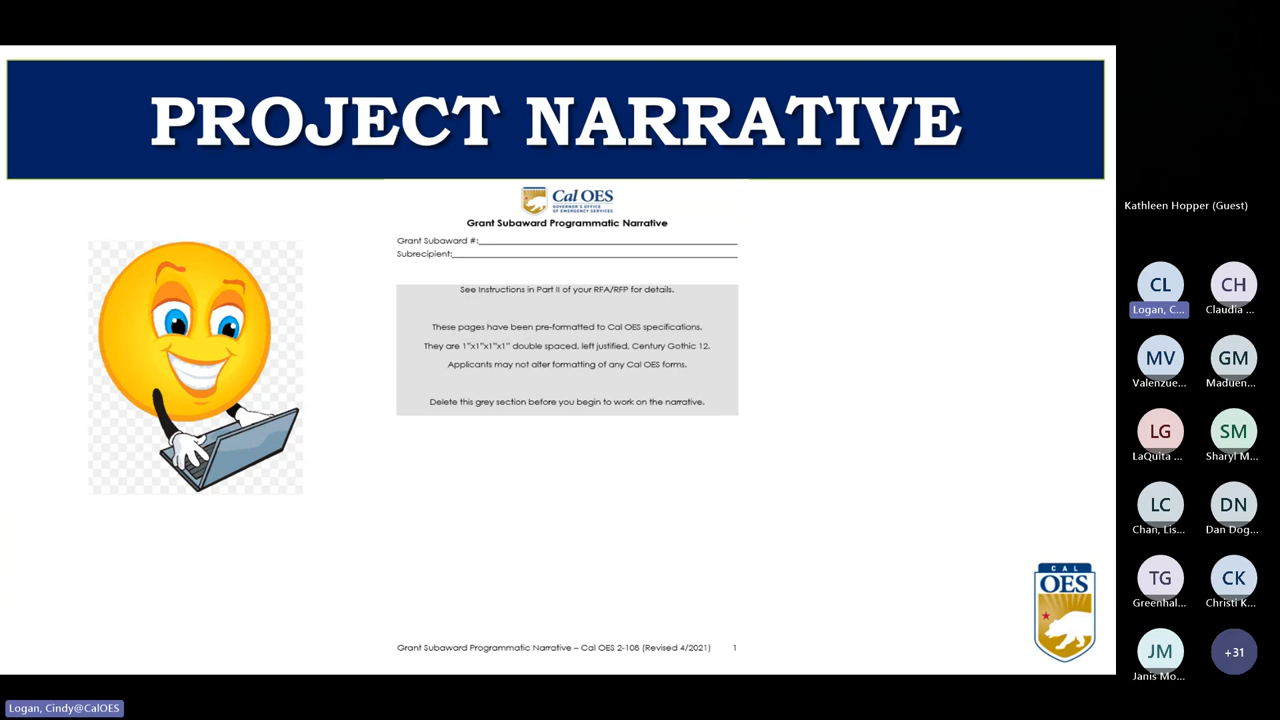 PROJECT NARRATIVE
Cal OES
GOVERNOR'S OFFICE
OF EMERGENCY SERVICES
Grant Subaward Programmatic Narrative
Grant Subaward #:
Subrecipient:
See Instructions in Part II of your RFA/RFP for details.
These pages have been pre-formatted to Cal OES specifications.
They are 1"x1"x1"x1" double spaced, left justified, Century Gothic 12.
Applicants may not alter formatting of any Cal OES forms.
Delete this grey section before you begin to work on the narrative.
Grant Subaward Programmatic Narrative – Cal OES 2-108 (Revised 4/2021) 1
CAL
OES
Kathleen Hopper (Guest)
CL CH
Logan, C... Claudia ...
MV GM
Valenzue... Maduen...
LG SM
LaQuita ... Sharyl M...
LC DN
Chan, Lis... Dan Dog...
TG CK
Greenhal... Christi K...
JM +31
Janis Mo...
Logan, Cindy@CalOES